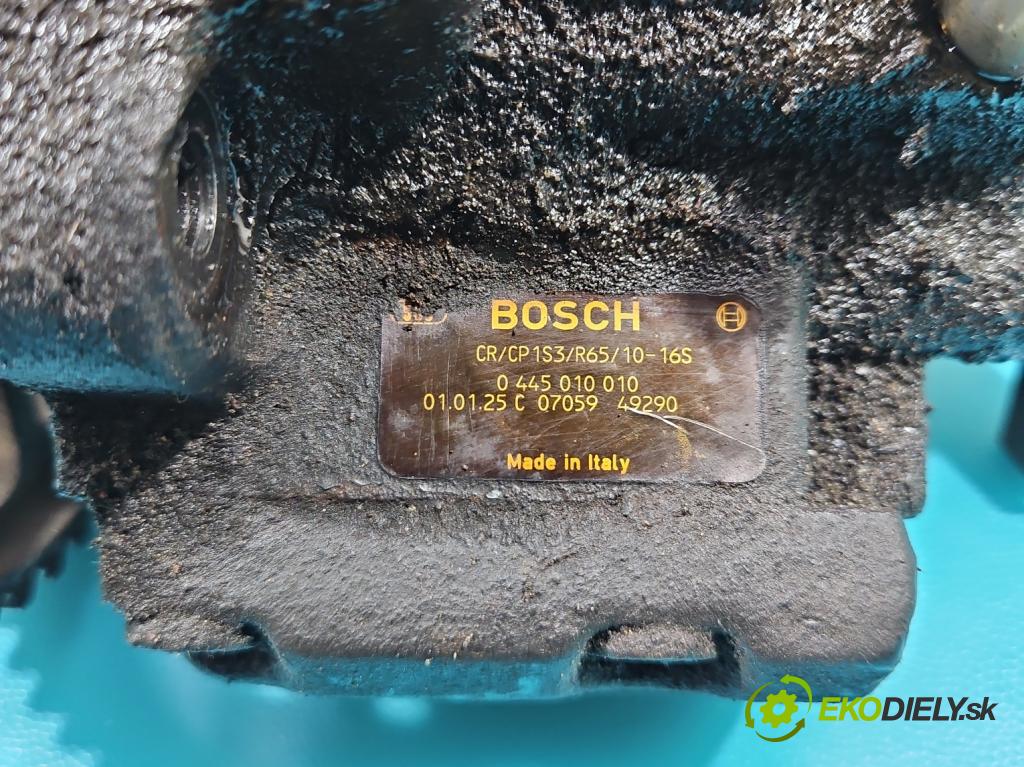 BOSCH
CR/CP1S3/R65/10-16S
0 445 010 010
01.01.25 C 07059 49290
Made in Italy
EKODIELY.sk